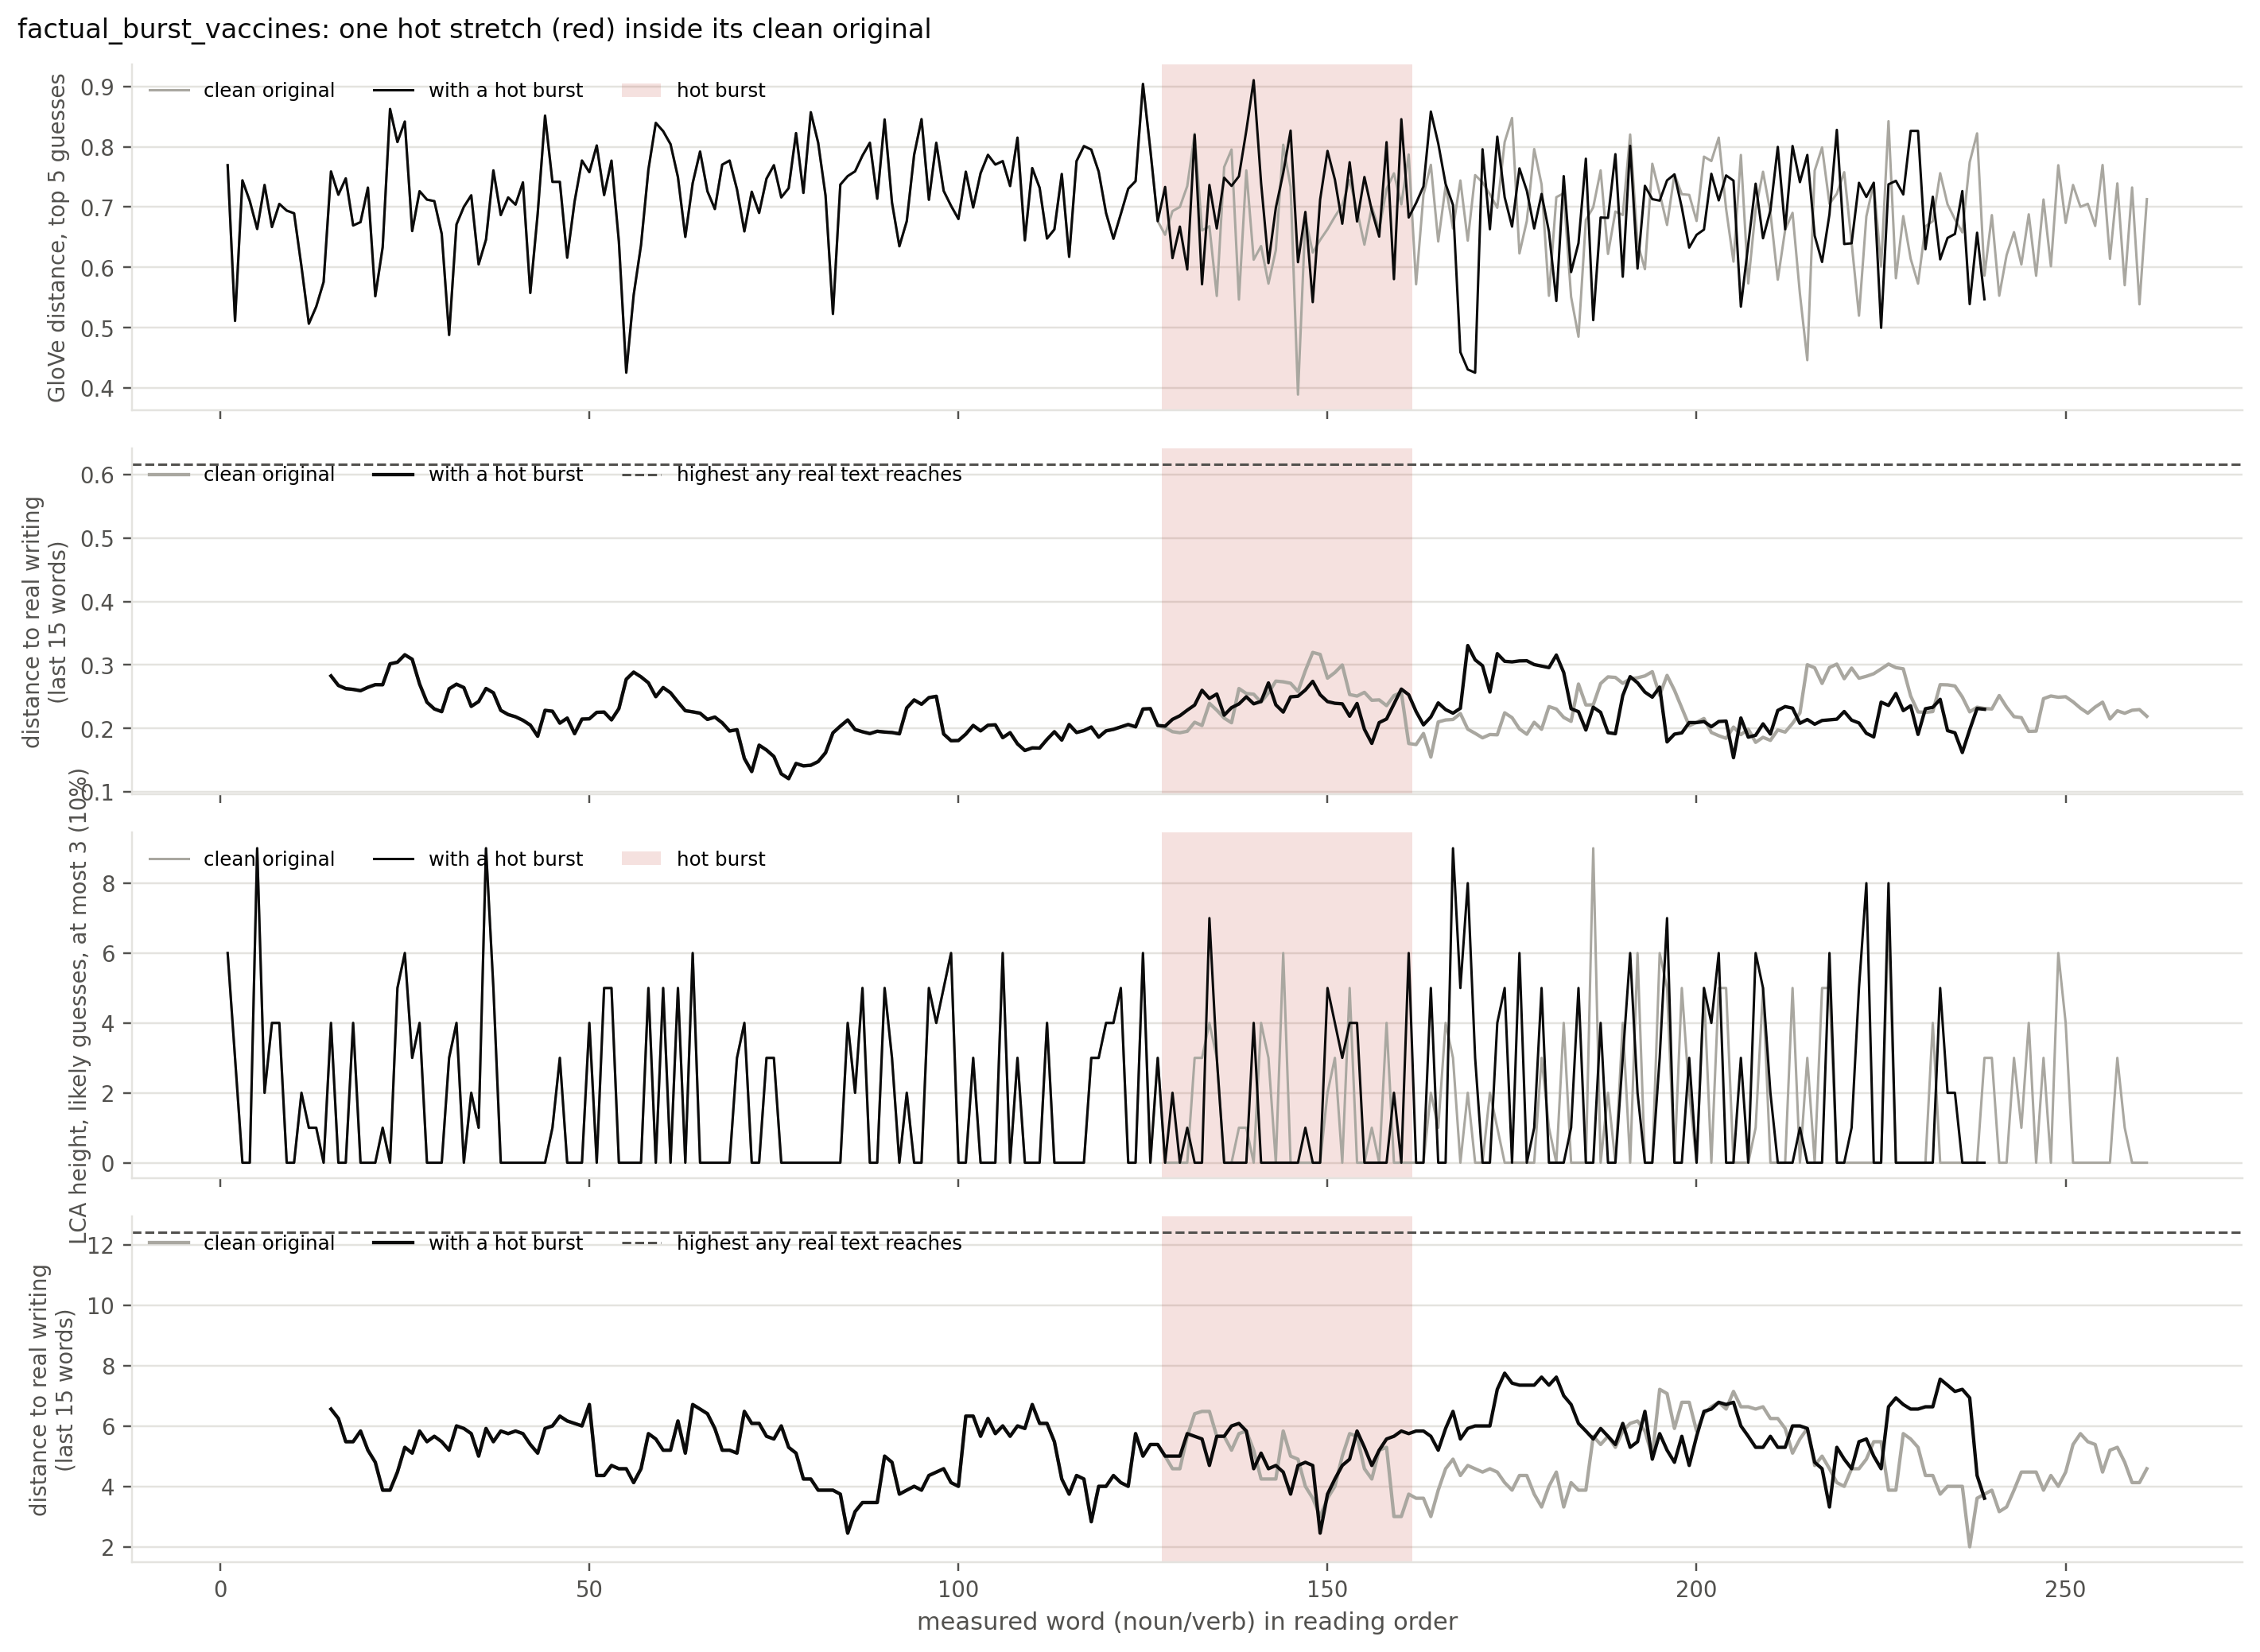 factual_burst_vaccines: one hot stretch (red) inside its clean original
GloVe distance, top 5 guesses
0.9
0.8
0.7
0.6
0.5
0.4
clean original
with a hot burst
hot burst
distance to real writing
(last 15 words)
0.6
0.5
0.4
0.3
0.2
0.1
clean original
with a hot burst
highest any real text reaches
LCA height, likely guesses, at most 3 (10%)
8
6
4
2
0
clean original
with a hot burst
hot burst
distance to real writing
(last 15 words)
12
10
8
6
4
2
clean original
with a hot burst
highest any real text reaches
0
50
100
150
200
250
measured word (noun/verb) in reading order